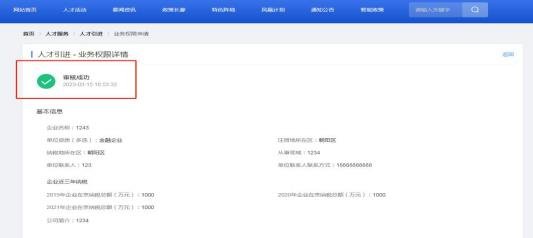 网站首页 人才活动 要闻资讯 政策长廊 特色阵地 凤凰计划 通知公告 智能政策 请输入关键字
首页 / 人才服务 / 人才引进 / 业务权限申请
人才引进 - 业务权限详情 返回
审核成功
2023-03-15 16:53:32
基本信息
企业名称：1243
单位资质（多选）：金融企业 注册地所在区：朝阳区
纳税地所在区：朝阳区 从事领域：1234
单位联系人：123 单位联系人联系方式：16666666666
企业近三年纳税
2019年企业在京纳税总额（万元）：1000 2020年企业在京纳税总额（万元）：1000
2021年企业在京纳税总额（万元）：1000
公司简介：1234